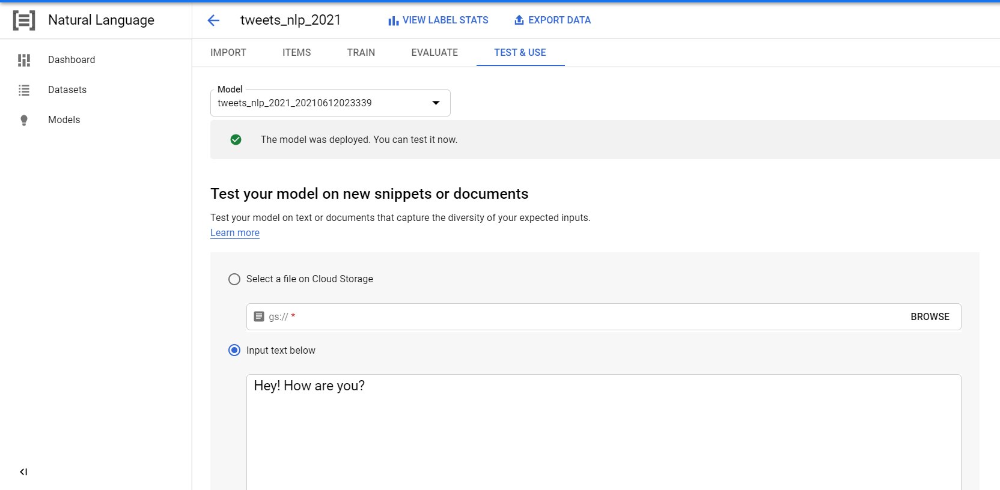 Natural Language
tweets_nlp_2021
VIEW LABEL STATS
EXPORT DATA
Dashboard
Datasets
Models
IMPORT
ITEMS
TRAIN
EVALUATE
TEST & USE
Model
tweets_nlp_2021_20210612023339
The model was deployed. You can test it now.
Test your model on new snippets or documents
Test your model on text or documents that capture the diversity of your expected inputs.
Learn more
Select a file on Cloud Storage
gs:// *
BROWSE
Input text below
Hey! How are you?